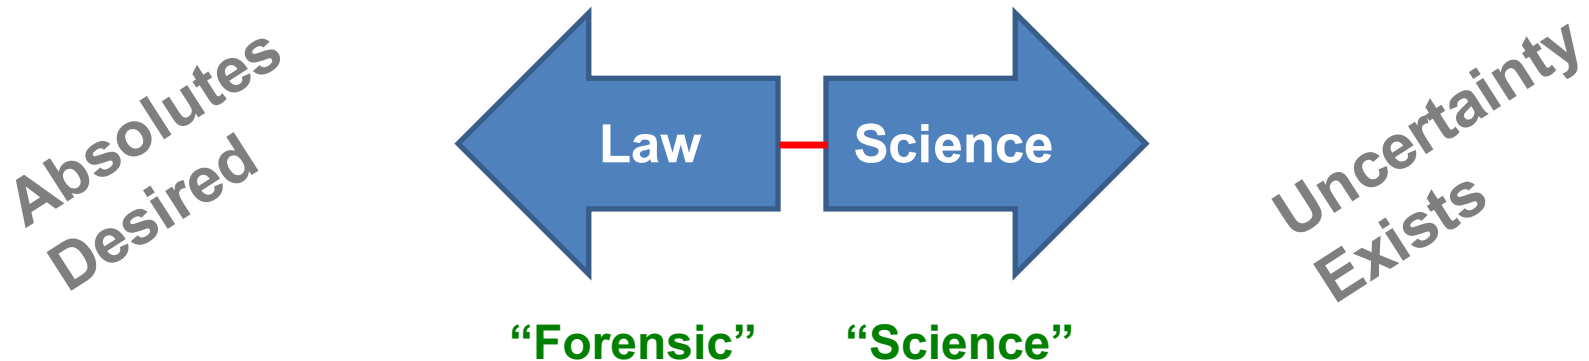 Absolutes
Desired
Law
Science
Uncertainty
Exists
“Forensic”
“Science”